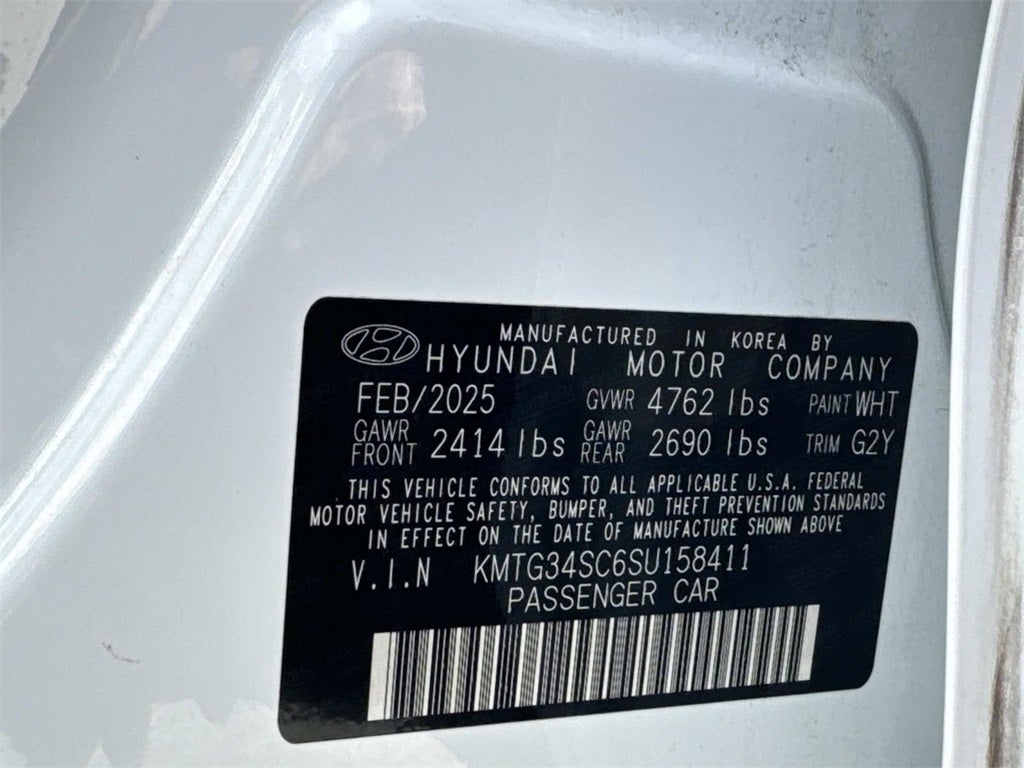 MANUFACTURED IN KOREA BY
HYUNDAI MOTOR COMPANY
FEB/2025 GVWR 4762 lbs PAINT WHT
GAWR FRONT 2414 lbs GAWR REAR 2690 lbs TRIM G2Y
THIS VEHICLE CONFORMS TO ALL APPLICABLE U.S.A. FEDERAL
MOTOR VEHICLE SAFETY, BUMPER, AND THEFT PREVENTION STANDARDS
IN EFFECT ON THE DATE OF MANUFACTURE SHOWN ABOVE
V.I.N KMTG34SC6SU158411
PASSENGER CAR